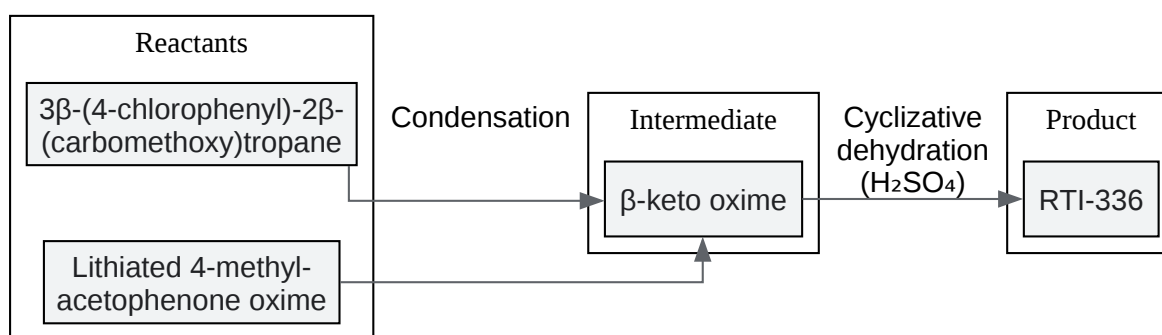 Reactants
3β-(4-chlorophenyl)-2β-
(carbomethoxy)tropane
Lithiated 4-methyl-
acetophenone oxime
Condensation
Intermediate
β-keto oxime
Cyclizative
dehydration
(H₂SO₄)
Product
RTI-336